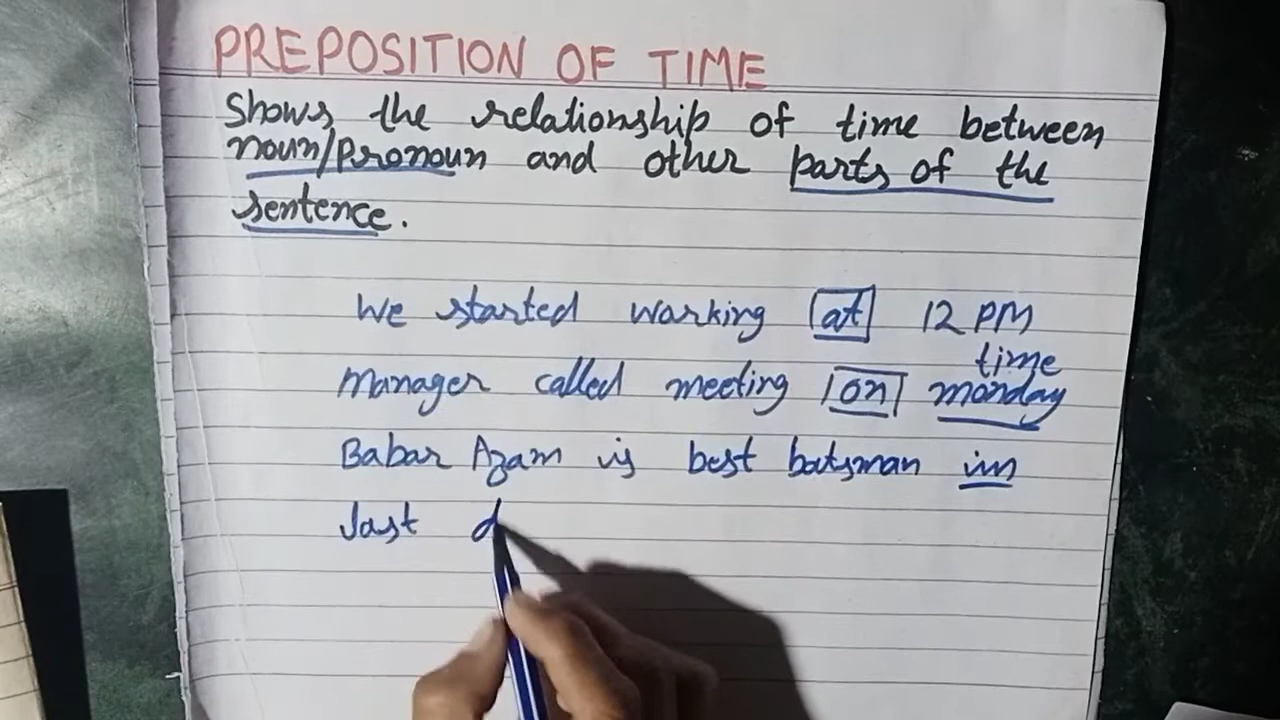 PREPOSITION OF TIME
Shows the relationship of time between
noun/pronoun and other parts of the
sentence.
We started working at 12 PM
time
Manager called meeting on monday
Babar Azam is best batsman in
last d